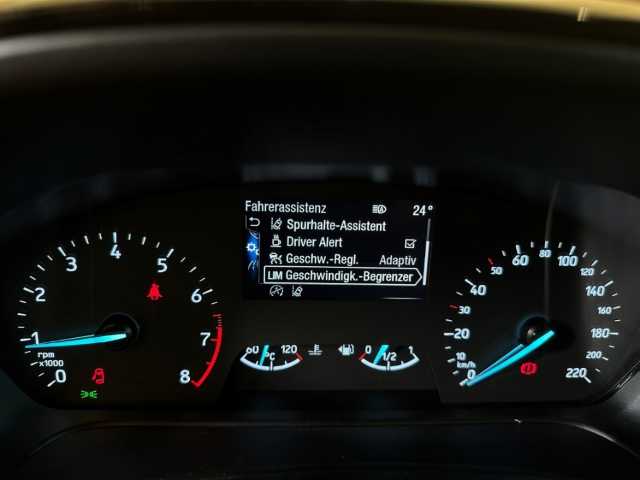 Fahrerassistenz 24°
Spurhalte-Assistent
Driver Alert
Geschw.-Regl. Adaptiv
LIM Geschwindigk.-Begrenzer
0 1 2 3 4 5 6 7 8
rpm
x1000
60 120
°C
0 1/2 1
0 10 20 30 40 50 60 80 100 120 140 160 180 200 220
km/h